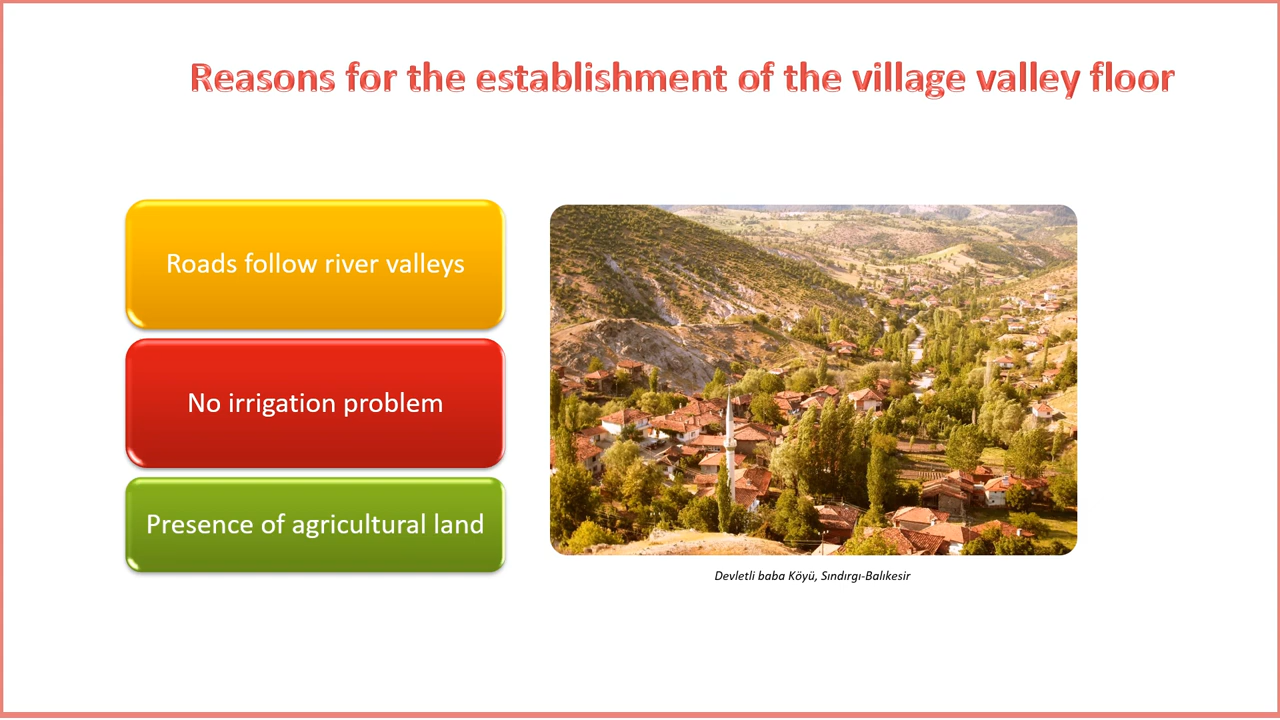 Reasons for the establishment of the village valley floor
Roads follow river valleys
No irrigation problem
Presence of agricultural land
Devletli baba Köyü, Sındırgı-Balıkesir